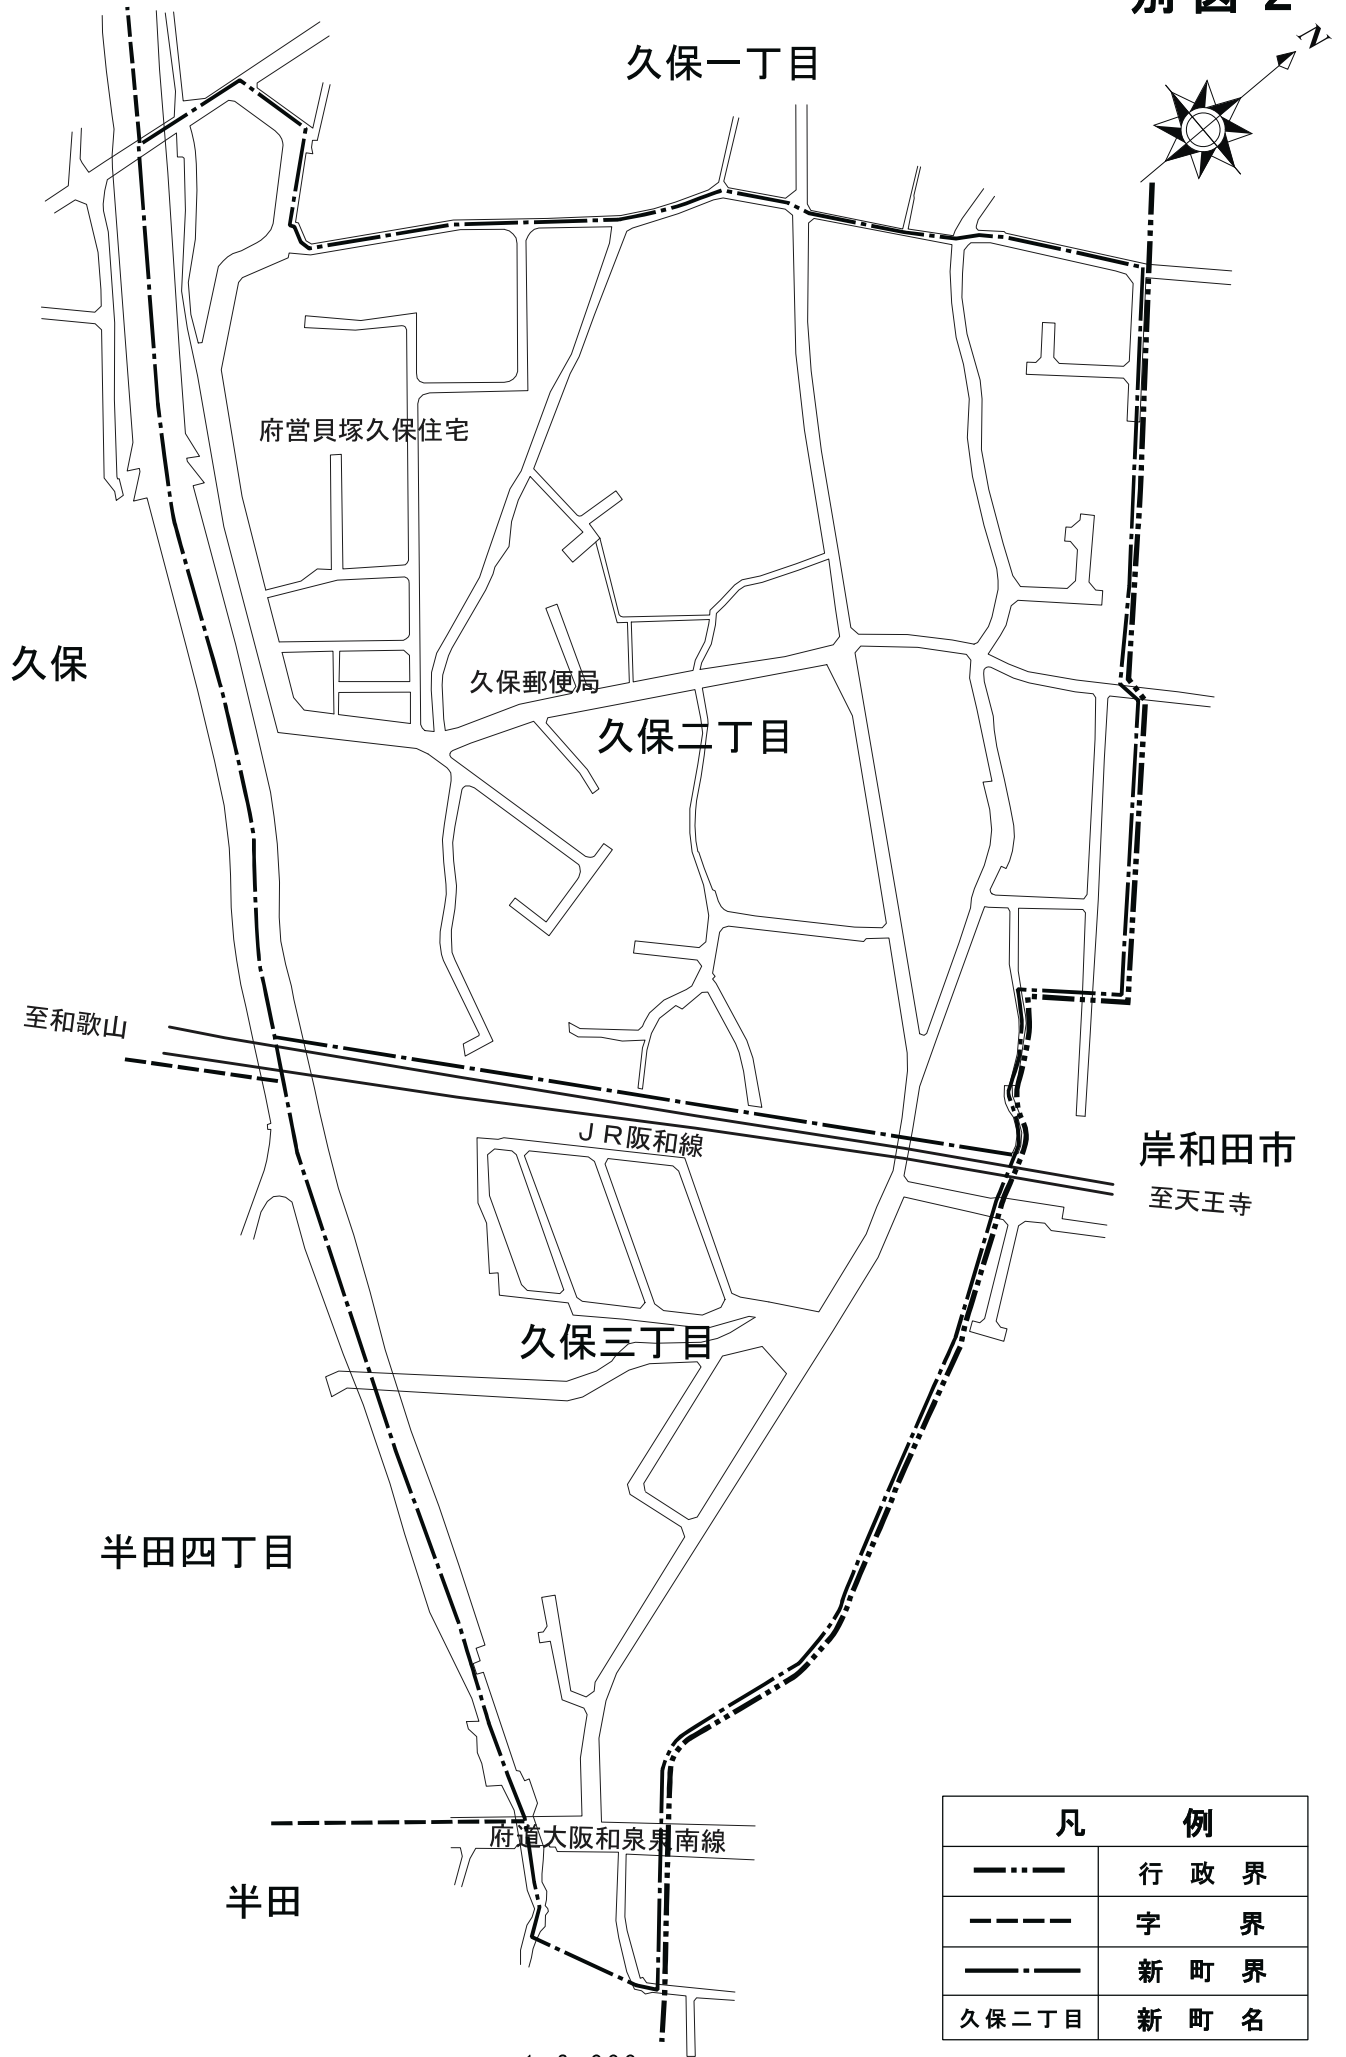 別図 2
N
久保一丁目
府営貝塚久保住宅
久保
久保郵便局
久保二丁目
至和歌山
JR阪和線
岸和田市
至天王寺
久保三丁目
半田四丁目
府道大阪和泉泉南線
半田
凡 例
行 政 界
字 界
新 町 界
久保二丁目 新 町 名